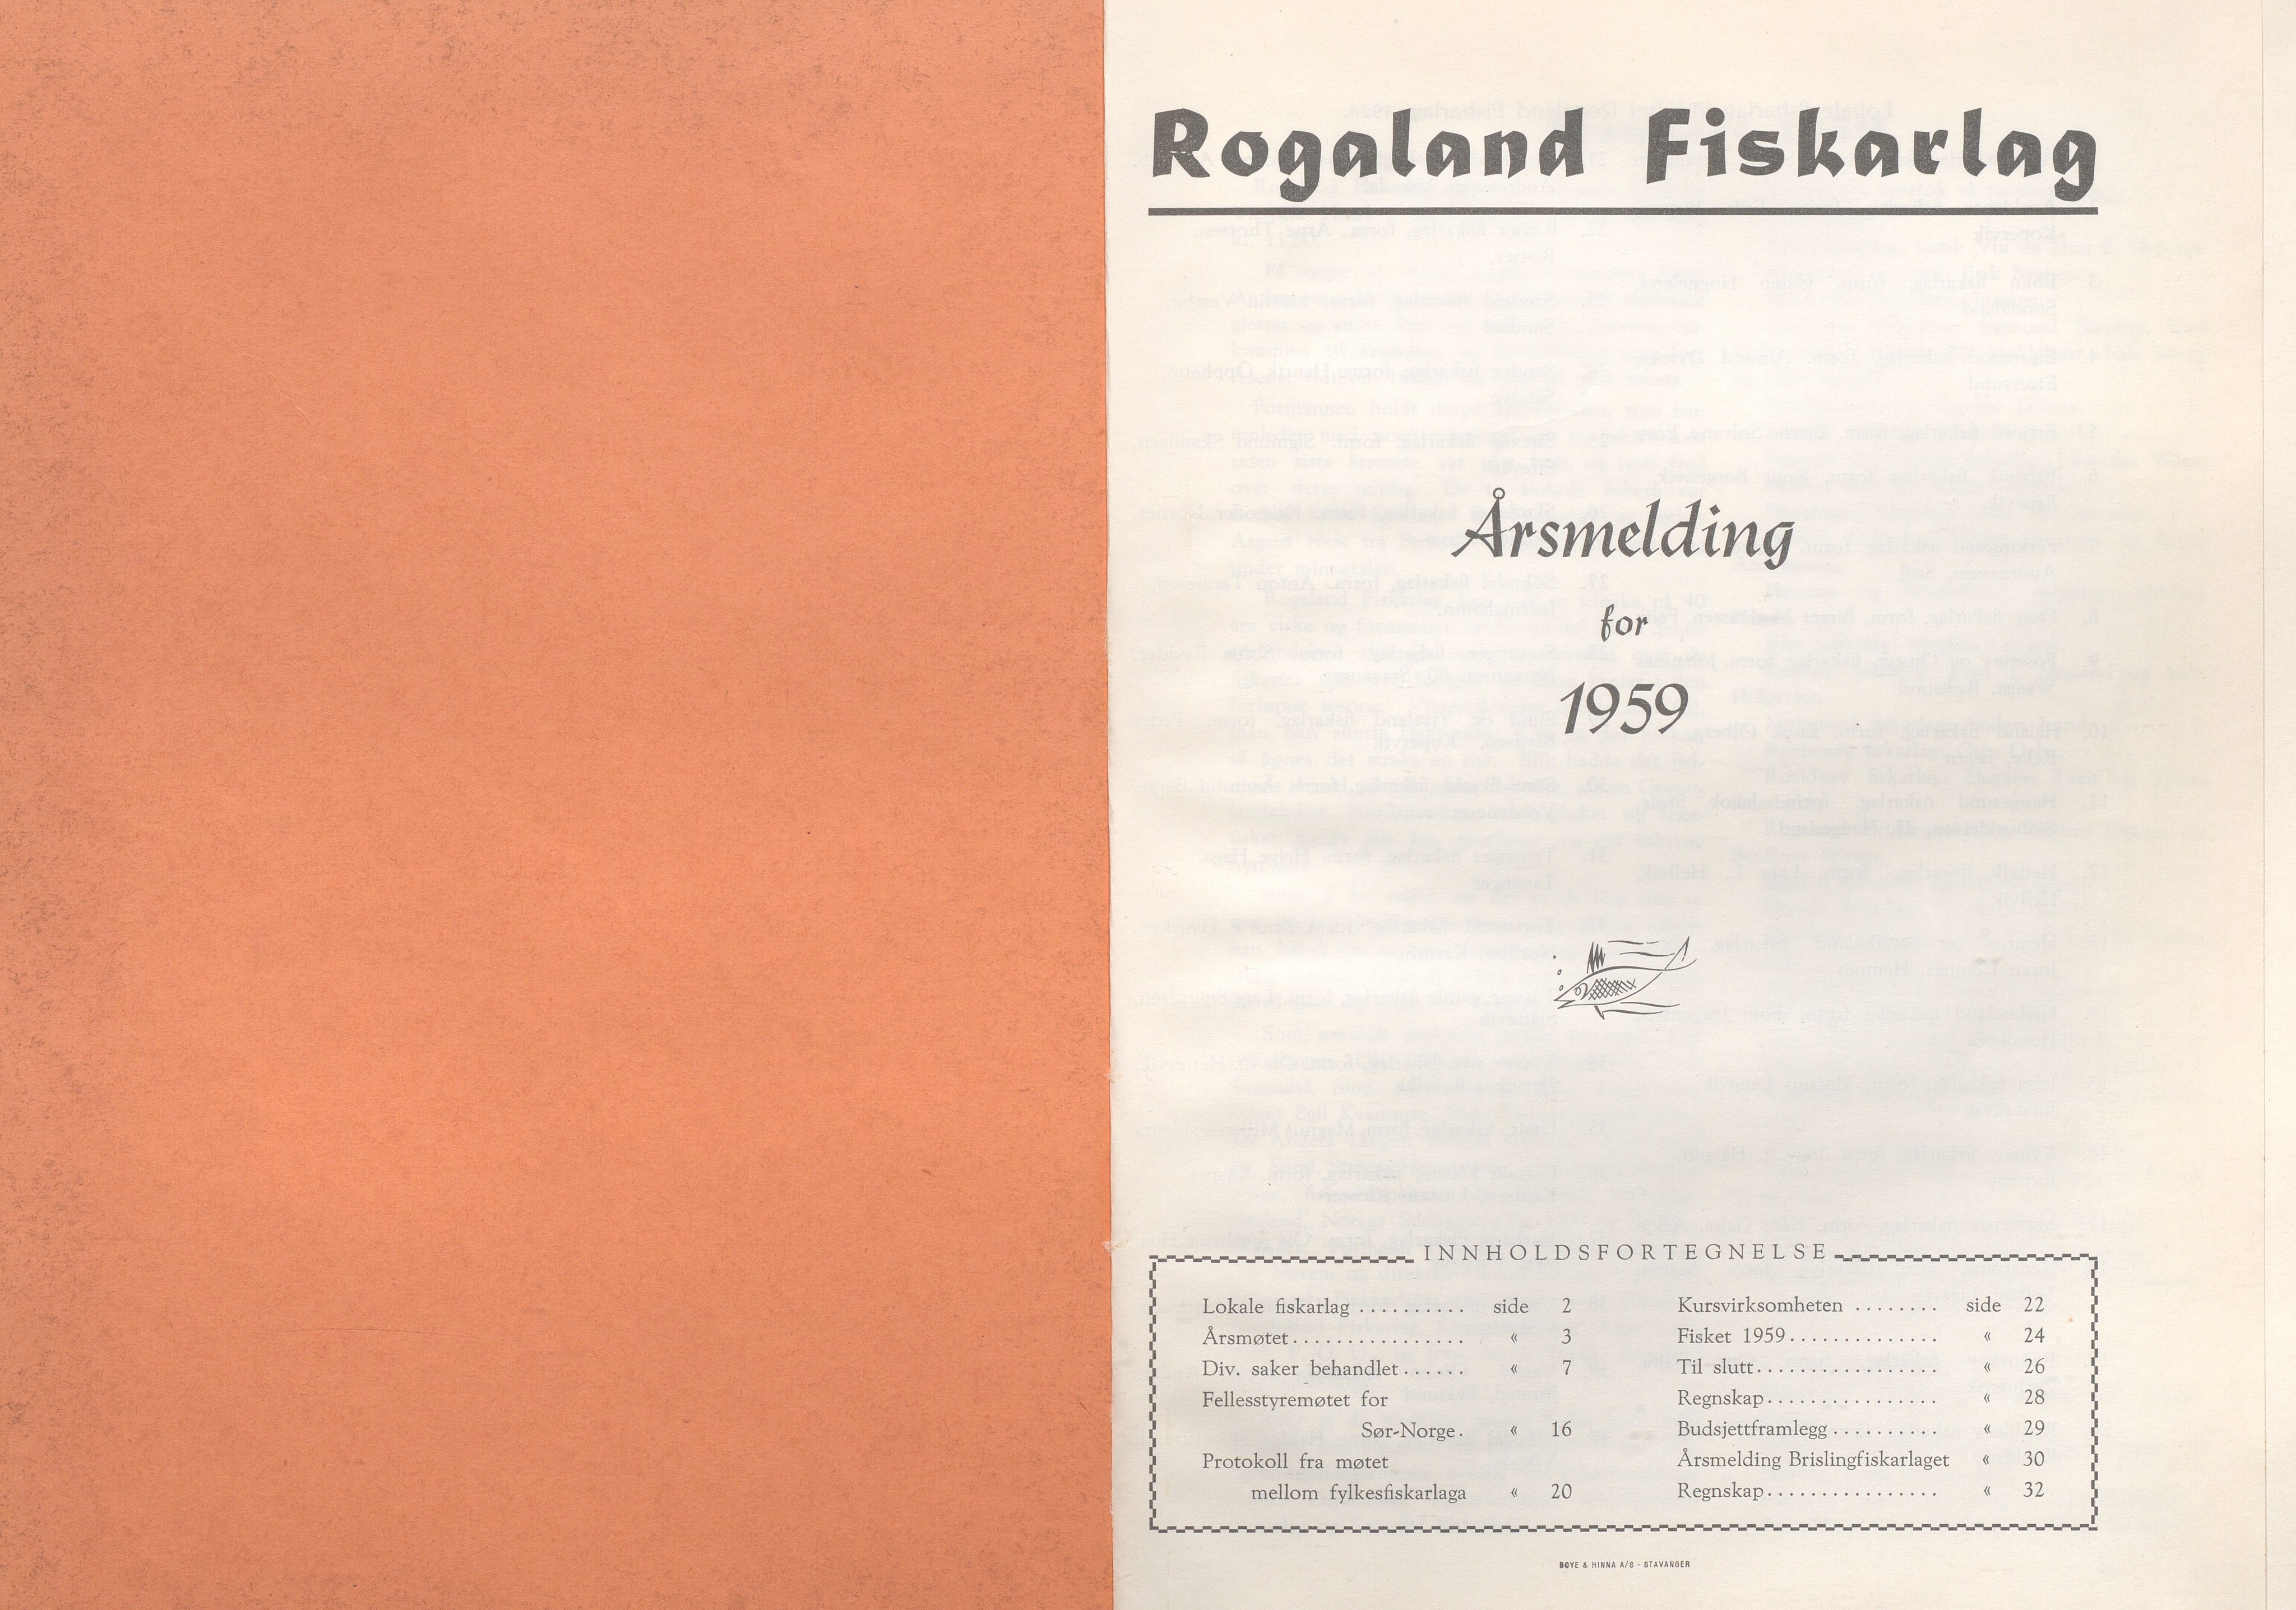 Rogaland Fiskarlag
Årsmelding
for
1959
INNHOLDSFORTEGNELSE
Lokale fiskarlag .......... side 2
Årsmøtet................ « 3
Div. saker behandlet...... « 7
Fellesstyremøtet for
Sør-Norge. « 16
Protokoll fra møtet
mellom fylkesfiskarlaga « 20
Kursvirksomheten ........ side 22
Fisket 1959.............. « 24
Til slutt................. « 26
Regnskap................ « 28
Budsjettframlegg.......... « 29
Årsmelding Brislingfiskarlaget « 30
Regnskap................ « 32
BØYE & HINNA A/S - STAVANGER